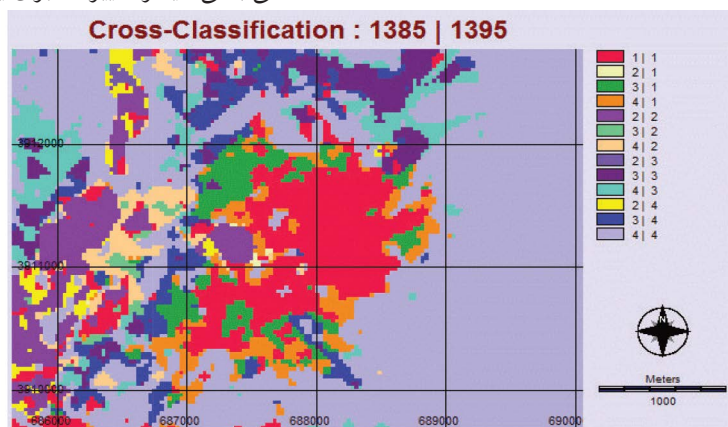 Cross-Classification : 1385 | 1395
1 | 1
2 | 1
3 | 1
4 | 1
2 | 2
3 | 2
4 | 2
2 | 3
3 | 3
4 | 3
2 | 4
3 | 4
4 | 4
3912000
3911000
3910000
686000
687000
688000
689000
69000
N
Meters
1000